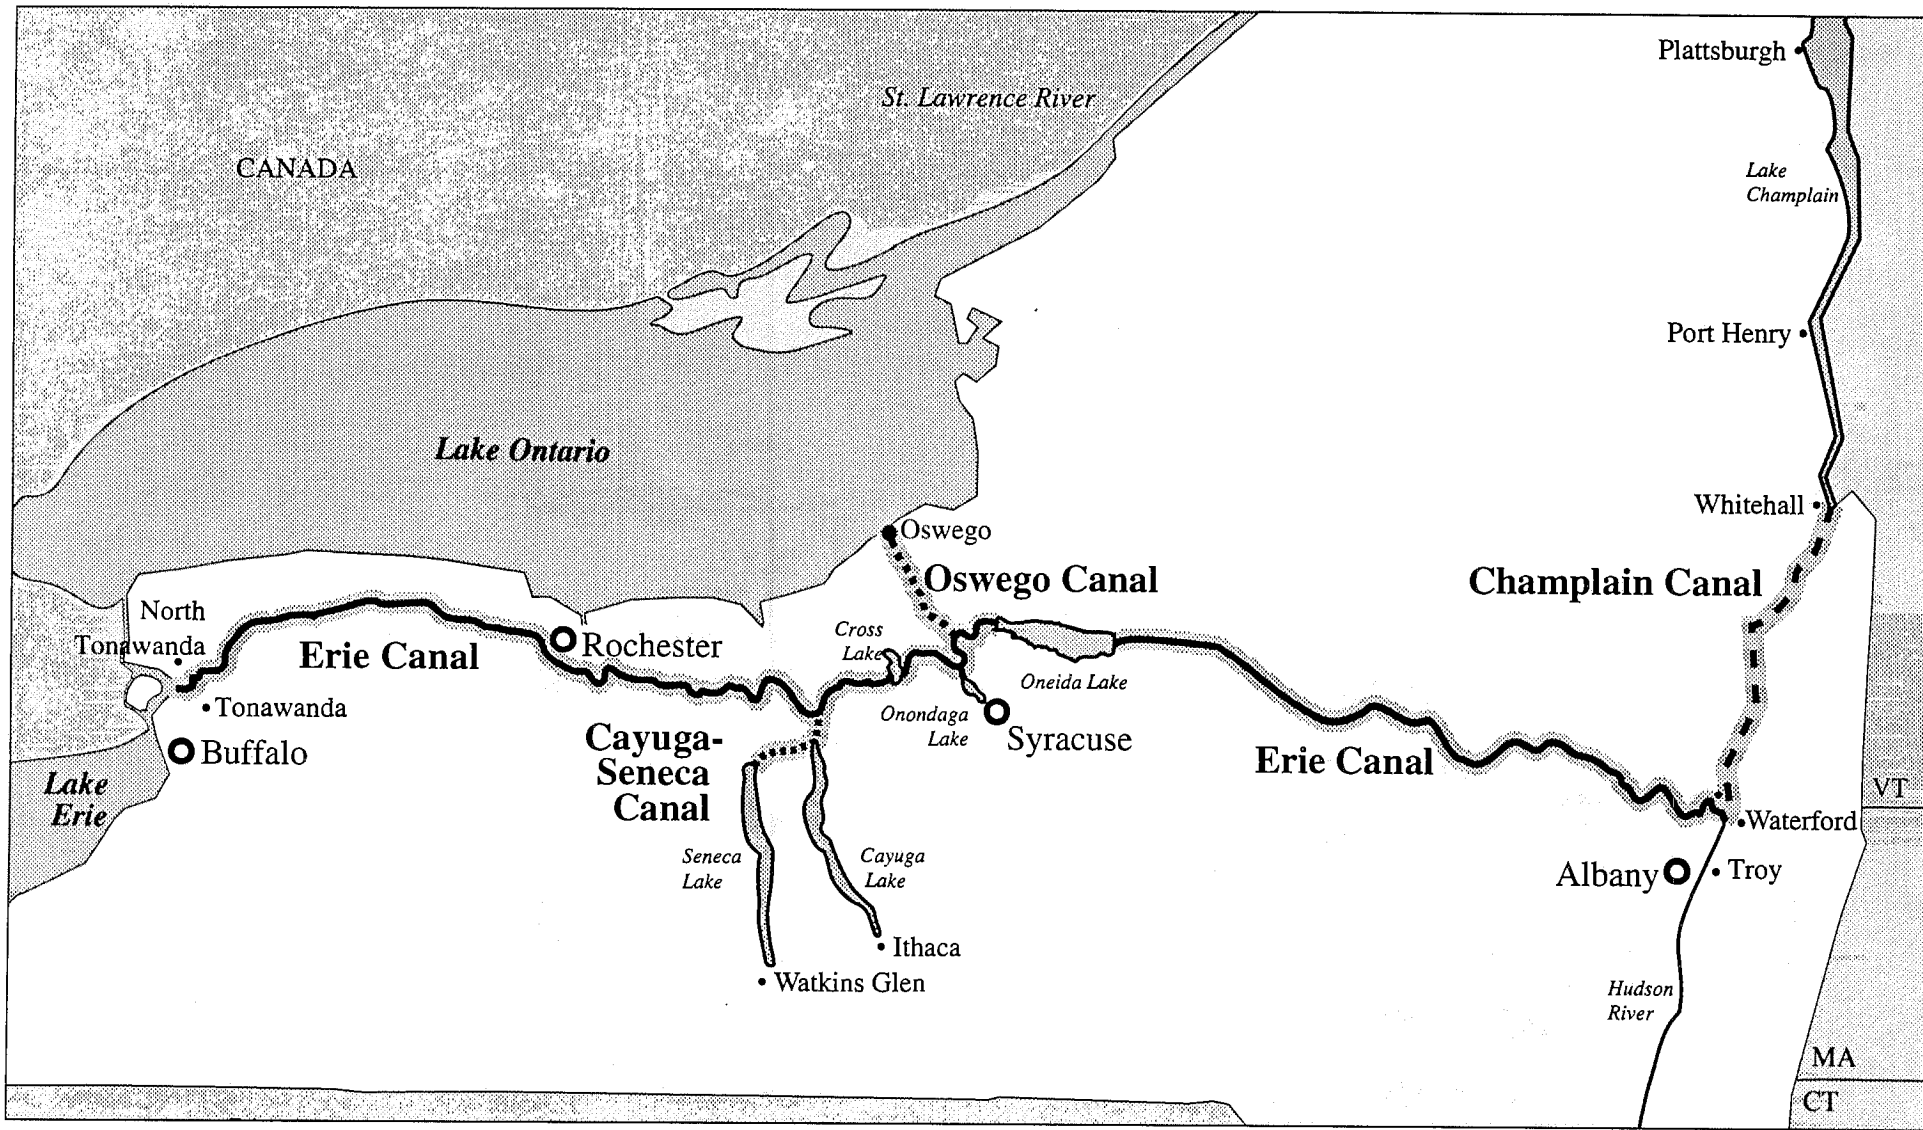 Plattsburgh
St. Lawrence River
CANADA
Lake
Champlain
Port Henry
Lake Ontario
Whitehall
Oswego
Oswego Canal
Champlain Canal
North
Tonawanda
Erie Canal
Rochester
Cross
Lake
Oneida Lake
Tonawanda
Onondaga
Lake
Syracuse
Buffalo
Cayuga-
Seneca
Canal
Erie Canal
Lake
Erie
VT
Waterford
Seneca
Lake
Cayuga
Lake
Albany
Troy
Ithaca
Watkins Glen
Hudson
River
MA
CT